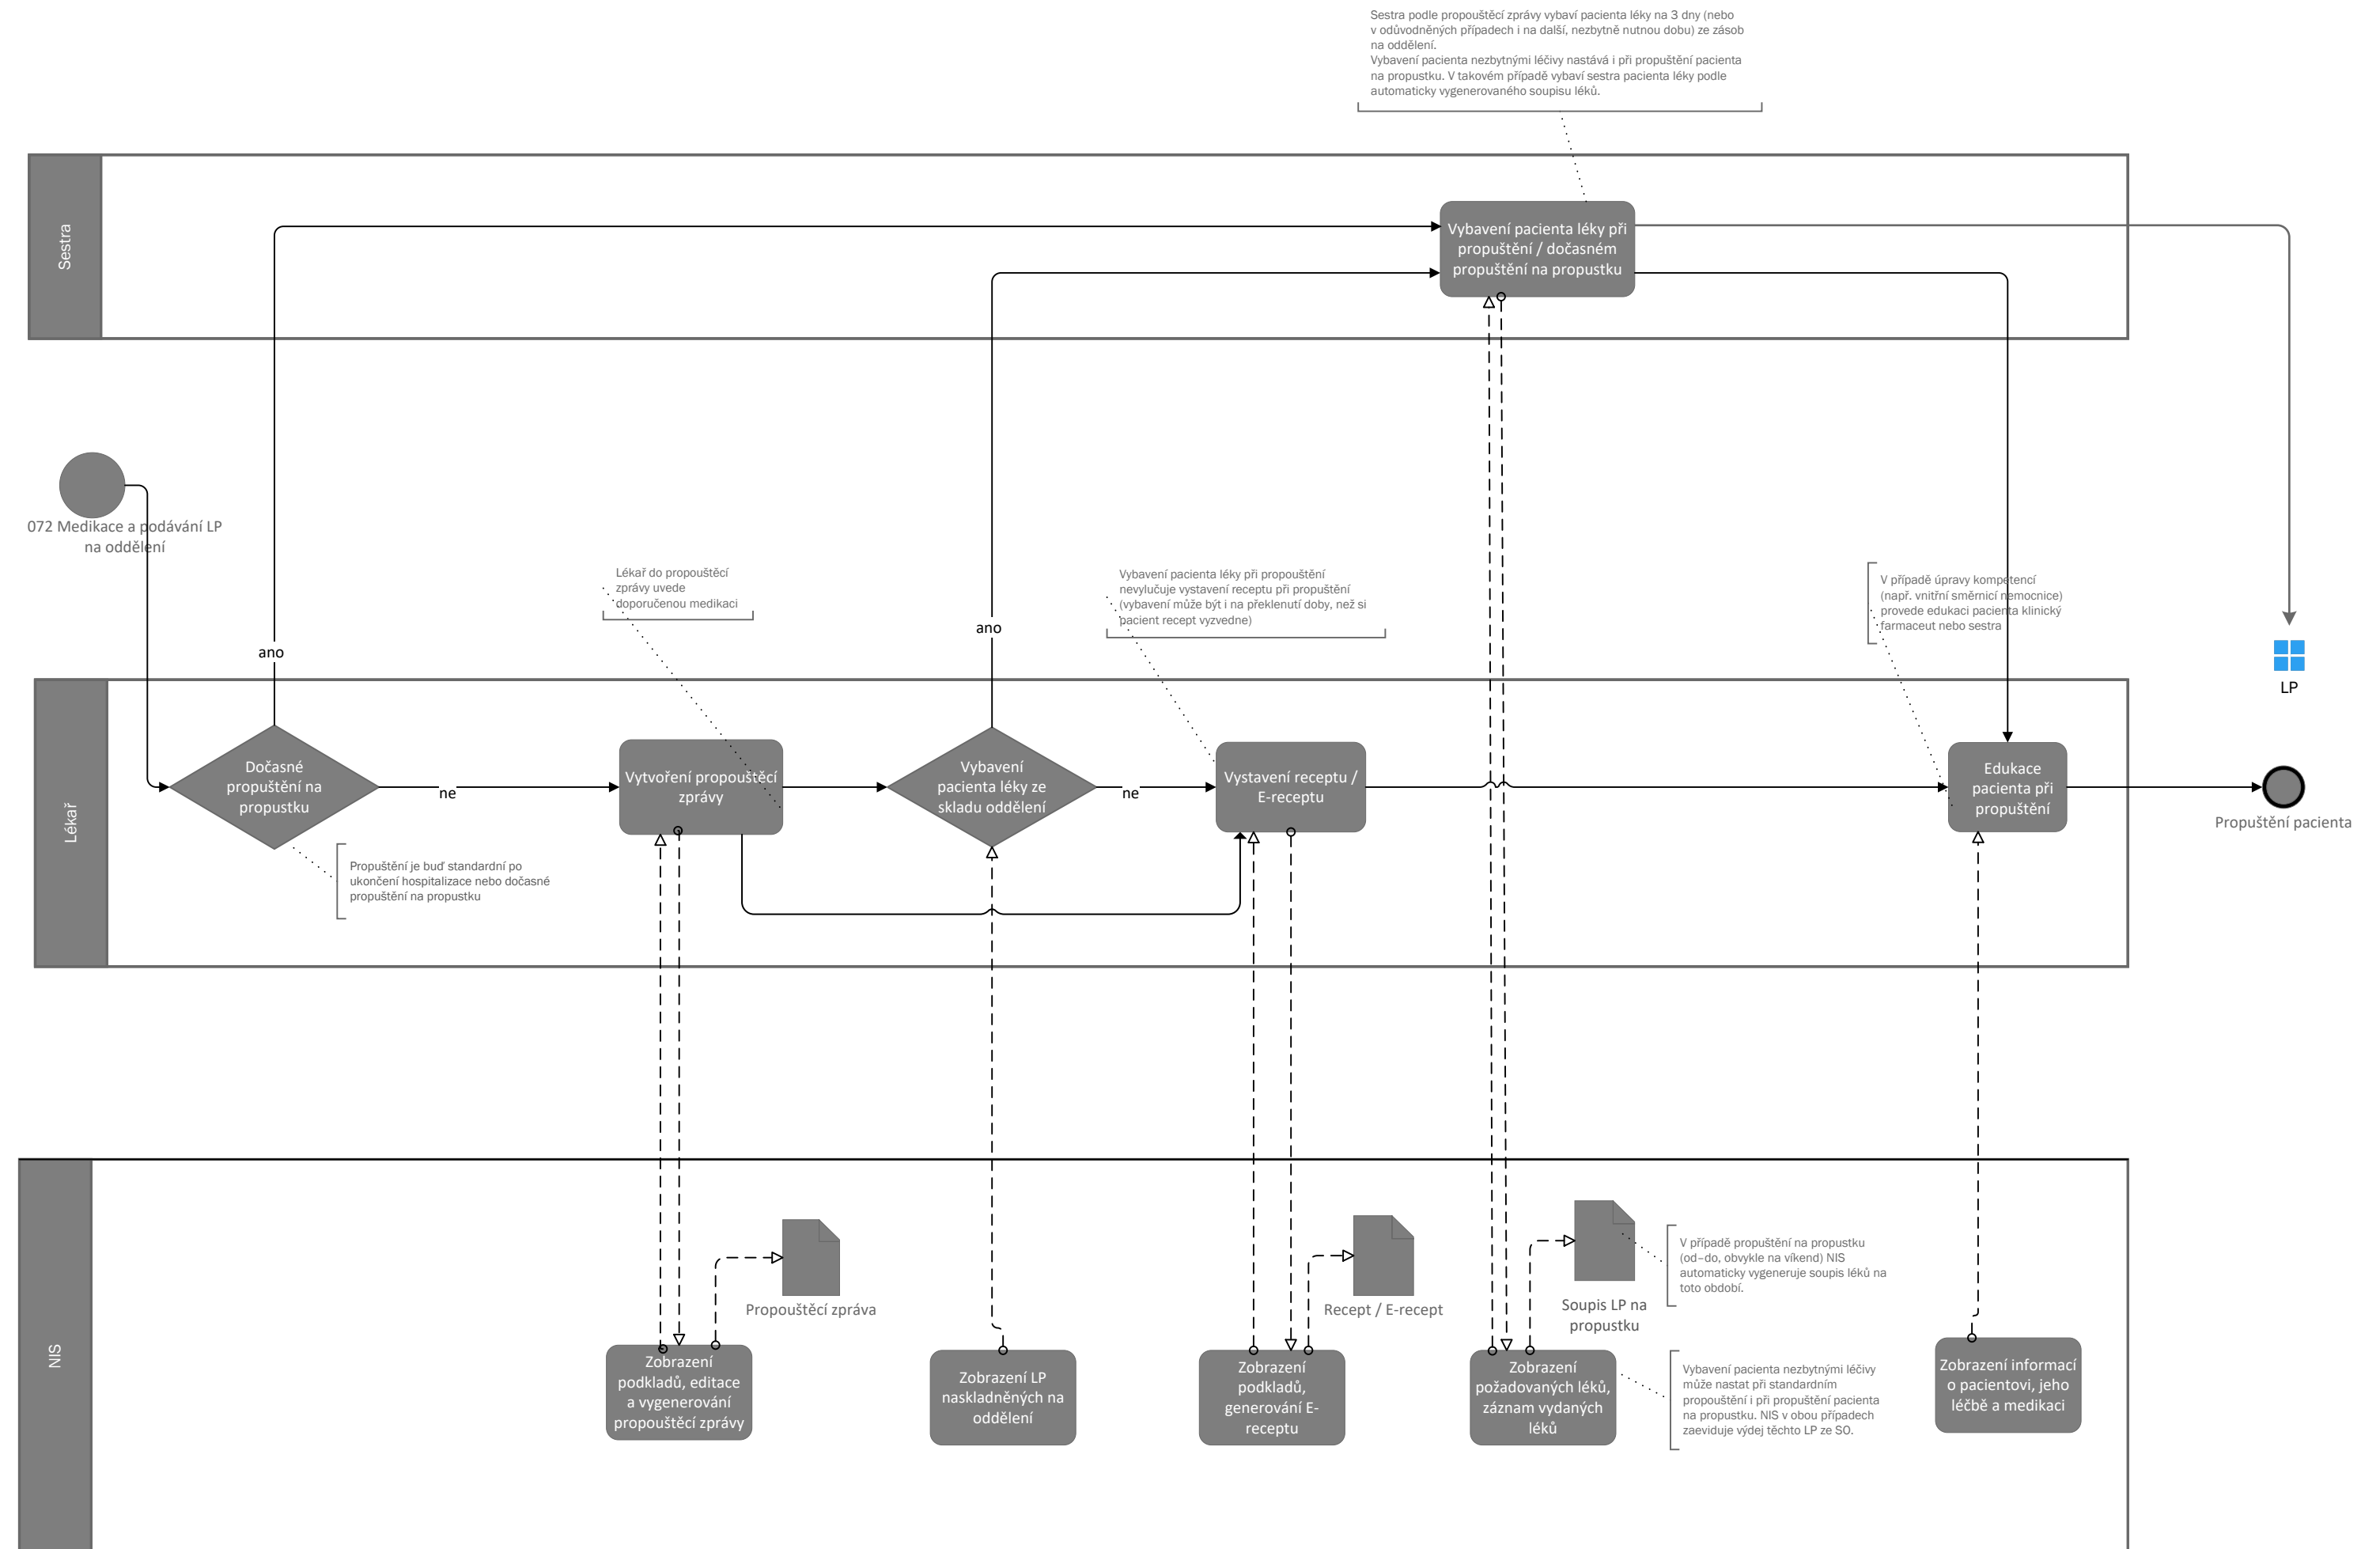 Sestra podle propouštěcí zprávy vybaví pacienta léky na 3 dny (nebo
v odůvodněných případech i na další, nezbytně nutnou dobu) ze zásob
na oddělení.
Vybavení pacienta nezbytnými léčivy nastává i při propuštění pacienta
na propustku. V takovém případě vybaví sestra pacienta léky podle
automaticky vygenerovaného soupisu léků.
Sestra
Vybavení pacienta léky při
propuštění / dočasném
propuštění na propustku
072 Medikace a podávání LP
na oddělení
Lékař do propouštěcí
zprávy uvede
doporučenou medikaci
Vybavení pacienta léky při propouštění
nevylučuje vystavení receptu při propuštění
(vybavení může být i na překlenutí doby, než si
pacient recept vyzvedne)
V případě úpravy kompetencí
(např. vnitřní směrnicí nemocnice)
provede edukaci pacienta klinický
farmaceut nebo sestra
ano
ano
LP
Lékař
Dočasné
propuštění na
propustku
ne
Vytvoření propouštěcí
zprávy
Vybavení
pacienta léky ze
skladu oddělení
ne
Vystavení receptu /
E-receptu
Edukace
pacienta při
propuštění
Propuštění pacienta
Propuštění je buď standardní po
ukončení hospitalizace nebo dočasné
propuštění na propustku
NIS
Propouštěcí zpráva
Recept / E-recept
Soupis LP na
propustku
V případě propuštění na propustku
(od–do, obvykle na víkend) NIS
automaticky vygeneruje soupis léků na
toto období.
Zobrazení
podkladů, editace
a vygenerování
propouštěcí zprávy
Zobrazení LP
naskladněných na
oddělení
Zobrazení
podkladů,
generování E-
receptu
Zobrazení
požadovaných léků,
záznam vydaných
léků
Vybavení pacienta nezbytnými léčivy
může nastat při standardním
propouštění i při propuštění pacienta
na propustku. NIS v obou případech
zaeviduje výdej těchto LP ze SO.
Zobrazení informací
o pacientovi, jeho
léčbě a medikaci